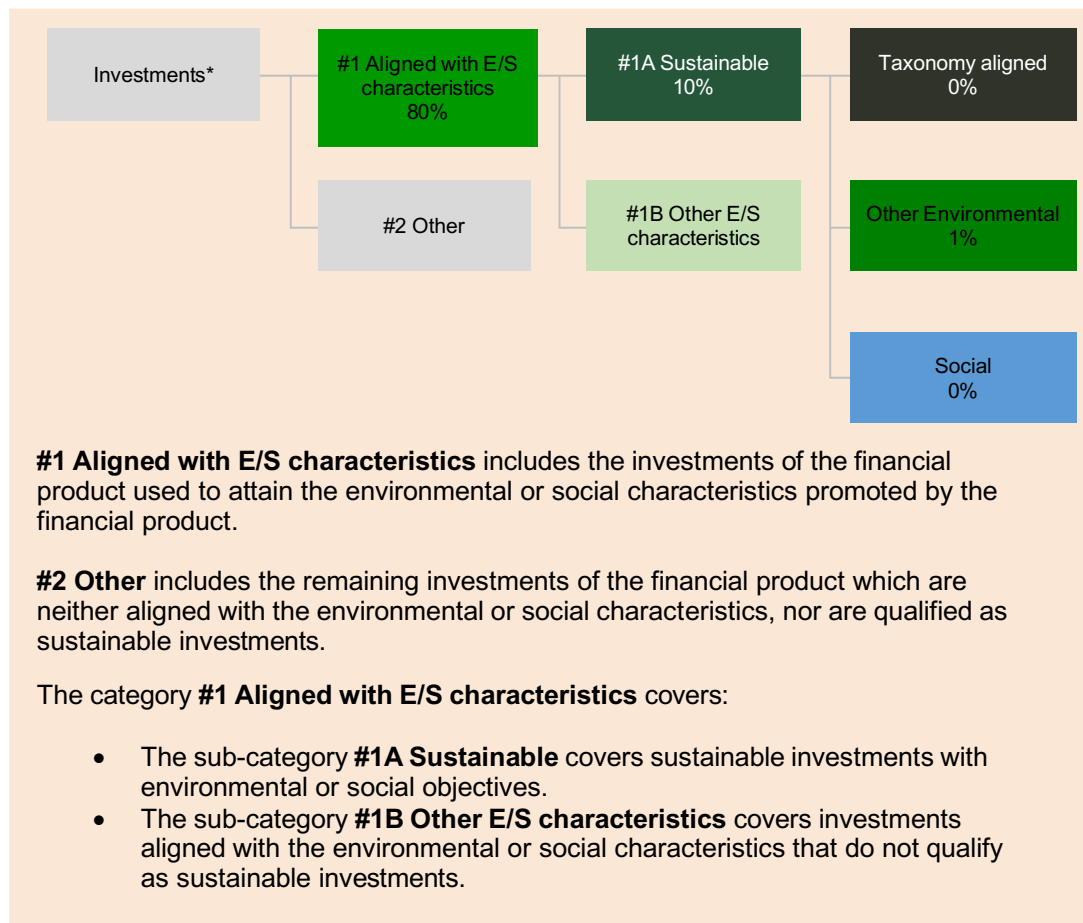 Investments*
#1 Aligned with E/S
characteristics
80%
#1A Sustainable
10%
Taxonomy aligned
0%
#2 Other
#1B Other E/S
characteristics
Other Environmental
1%
Social
0%
#1 Aligned with E/S characteristics includes the investments of the financial
product used to attain the environmental or social characteristics promoted by the
financial product.
#2 Other includes the remaining investments of the financial product which are
neither aligned with the environmental or social characteristics, nor are qualified as
sustainable investments.
The category #1 Aligned with E/S characteristics covers:
• The sub-category #1A Sustainable covers sustainable investments with
environmental or social objectives.
• The sub-category #1B Other E/S characteristics covers investments
aligned with the environmental or social characteristics that do not qualify
as sustainable investments.